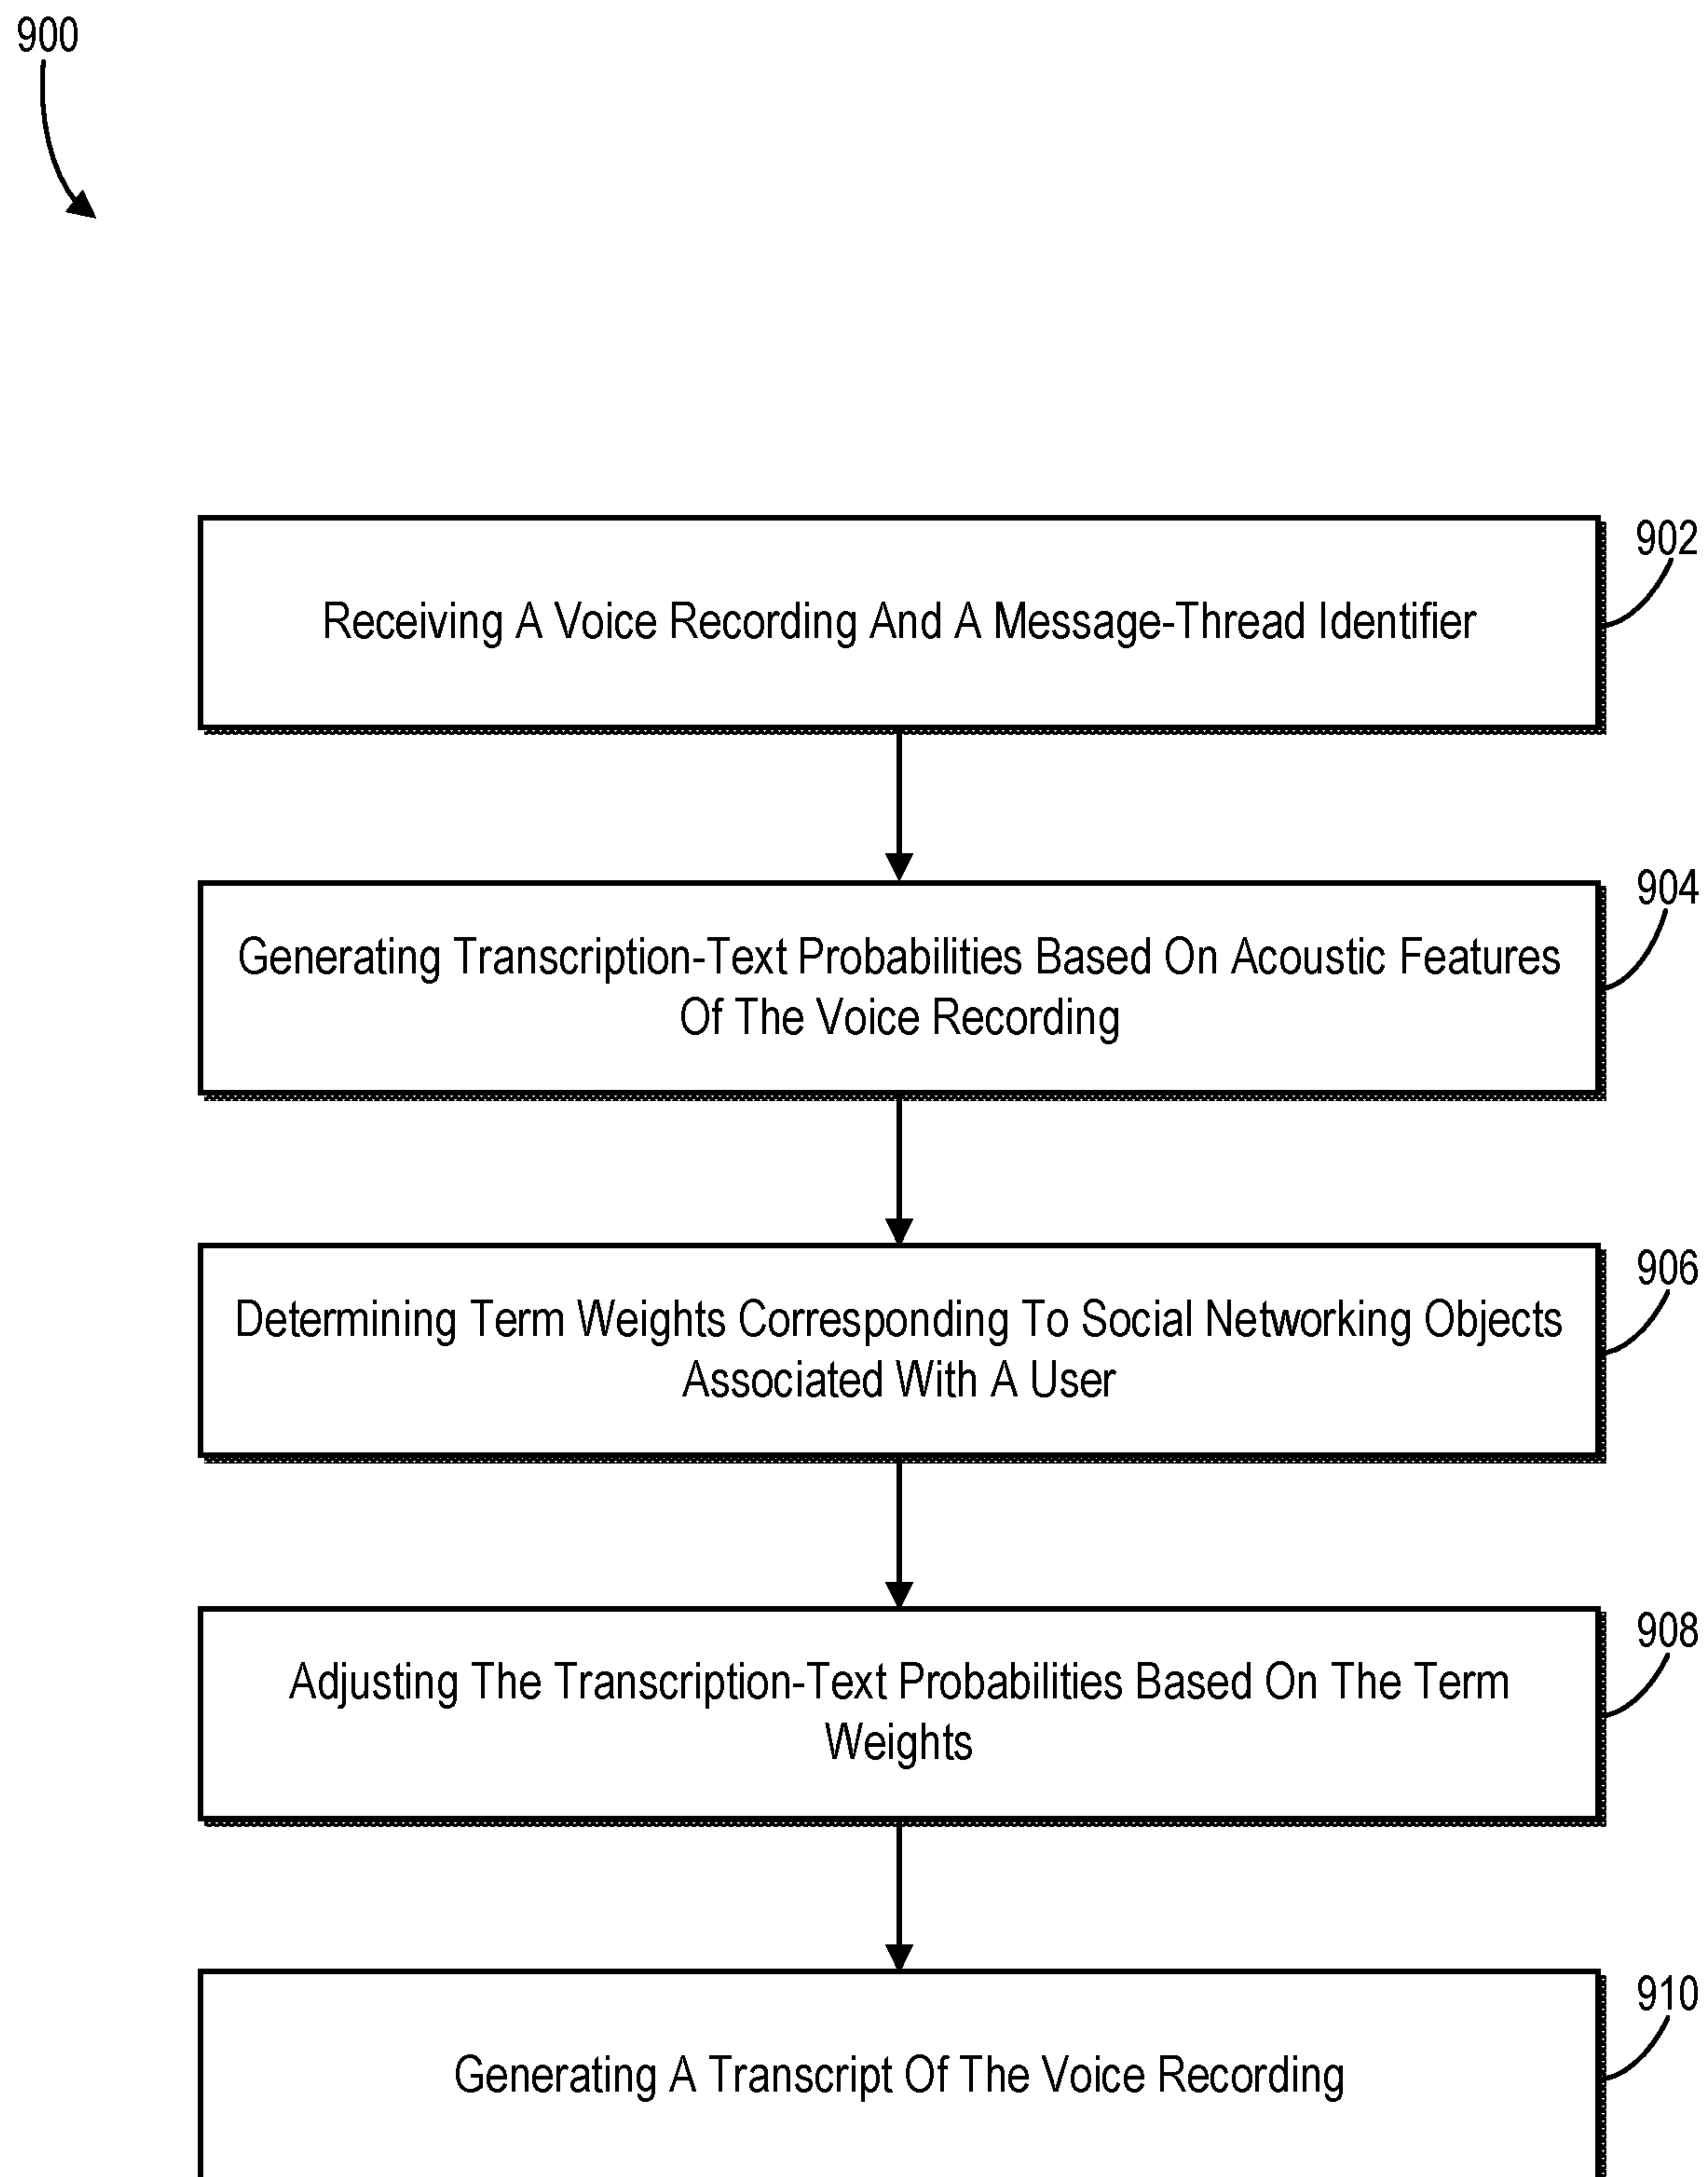 900
902
Receiving A Voice Recording And A Message-Thread Identifier
904
Generating Transcription-Text Probabilities Based On Acoustic Features
Of The Voice Recording
906
Determining Term Weights Corresponding To Social Networking Objects
Associated With A User
908
Adjusting The Transcription-Text Probabilities Based On The Term
Weights
910
Generating A Transcript Of The Voice Recording